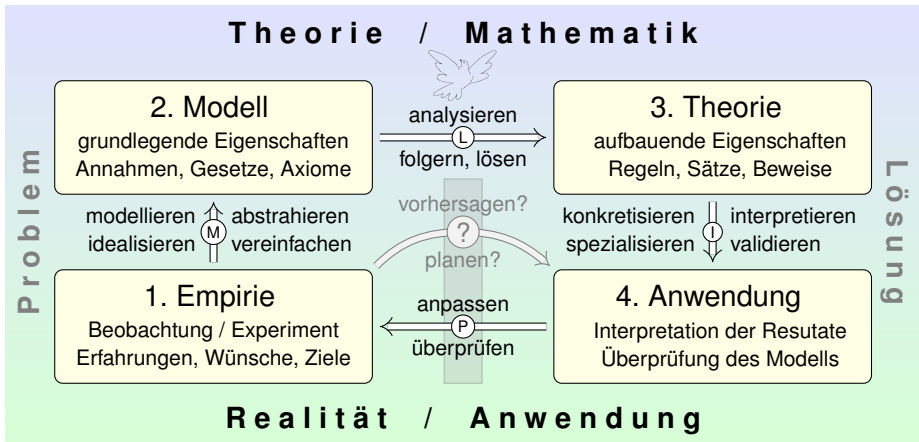 Theorie / Mathematik
2. Modell
grundlegende Eigenschaften
Annahmen, Gesetze, Axiome
analysieren
L
folgern, lösen
3. Theorie
aufbauende Eigenschaften
Regeln, Sätze, Beweise
Problem
Lösung
modellieren
idealisieren
M
abstrahieren
vereinfachen
vorhersagen?
?
planen?
konkretisieren
spezialisieren
I
interpretieren
validieren
1. Empirie
Beobachtung / Experiment
Erfahrungen, Wünsche, Ziele
anpassen
P
überprüfen
4. Anwendung
Interpretation der Resutate
Überprüfung des Modells
Realität / Anwendung